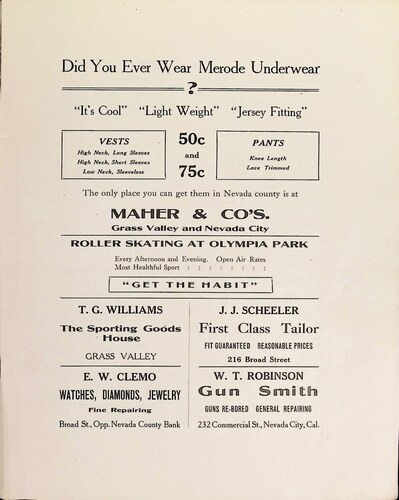 Did You Ever Wear Merode Underwear
?
"It's Cool" "Light Weight" "Jersey Fitting"
VESTS
High Neck, Long Sleeves
High Neck, Short Sleeves
Low Neck, Sleeveless
50c
and
75c
PANTS
Knee Length
Lace Trimmed
The only place you can get them in Nevada county is at
MAHER & CO'S.
Grass Valley and Nevada City
ROLLER SKATING AT OLYMPIA PARK
Every Afternoon and Evening. Open Air Rates
Most Healthful Sport : : : : : : : :
"GET THE HABIT"
T. G. WILLIAMS
The Sporting Goods
House
GRASS VALLEY
J. J. SCHEELER
First Class Tailor
FIT GUARANTEED REASONABLE PRICES
216 Broad Street
E. W. CLEMO
WATCHES, DIAMONDS, JEWELRY
Fine Repairing
Broad St., Opp. Nevada County Bank
W. T. ROBINSON
Gun Smith
GUNS RE-BORED GENERAL REPAIRING
232 Commercial St., Nevada City, Cal.